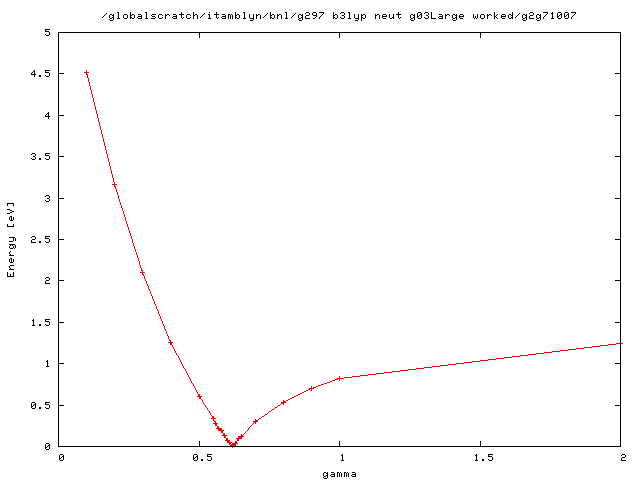 /globalscratch/itamblyn/bnl/g297 b3lyp neut g03Large worked/g2g71007
5
4.5
4
3.5
3
2.5
2
1.5
1
0.5
0
Energy [eV]
0 0.5 1 1.5 2
gamma